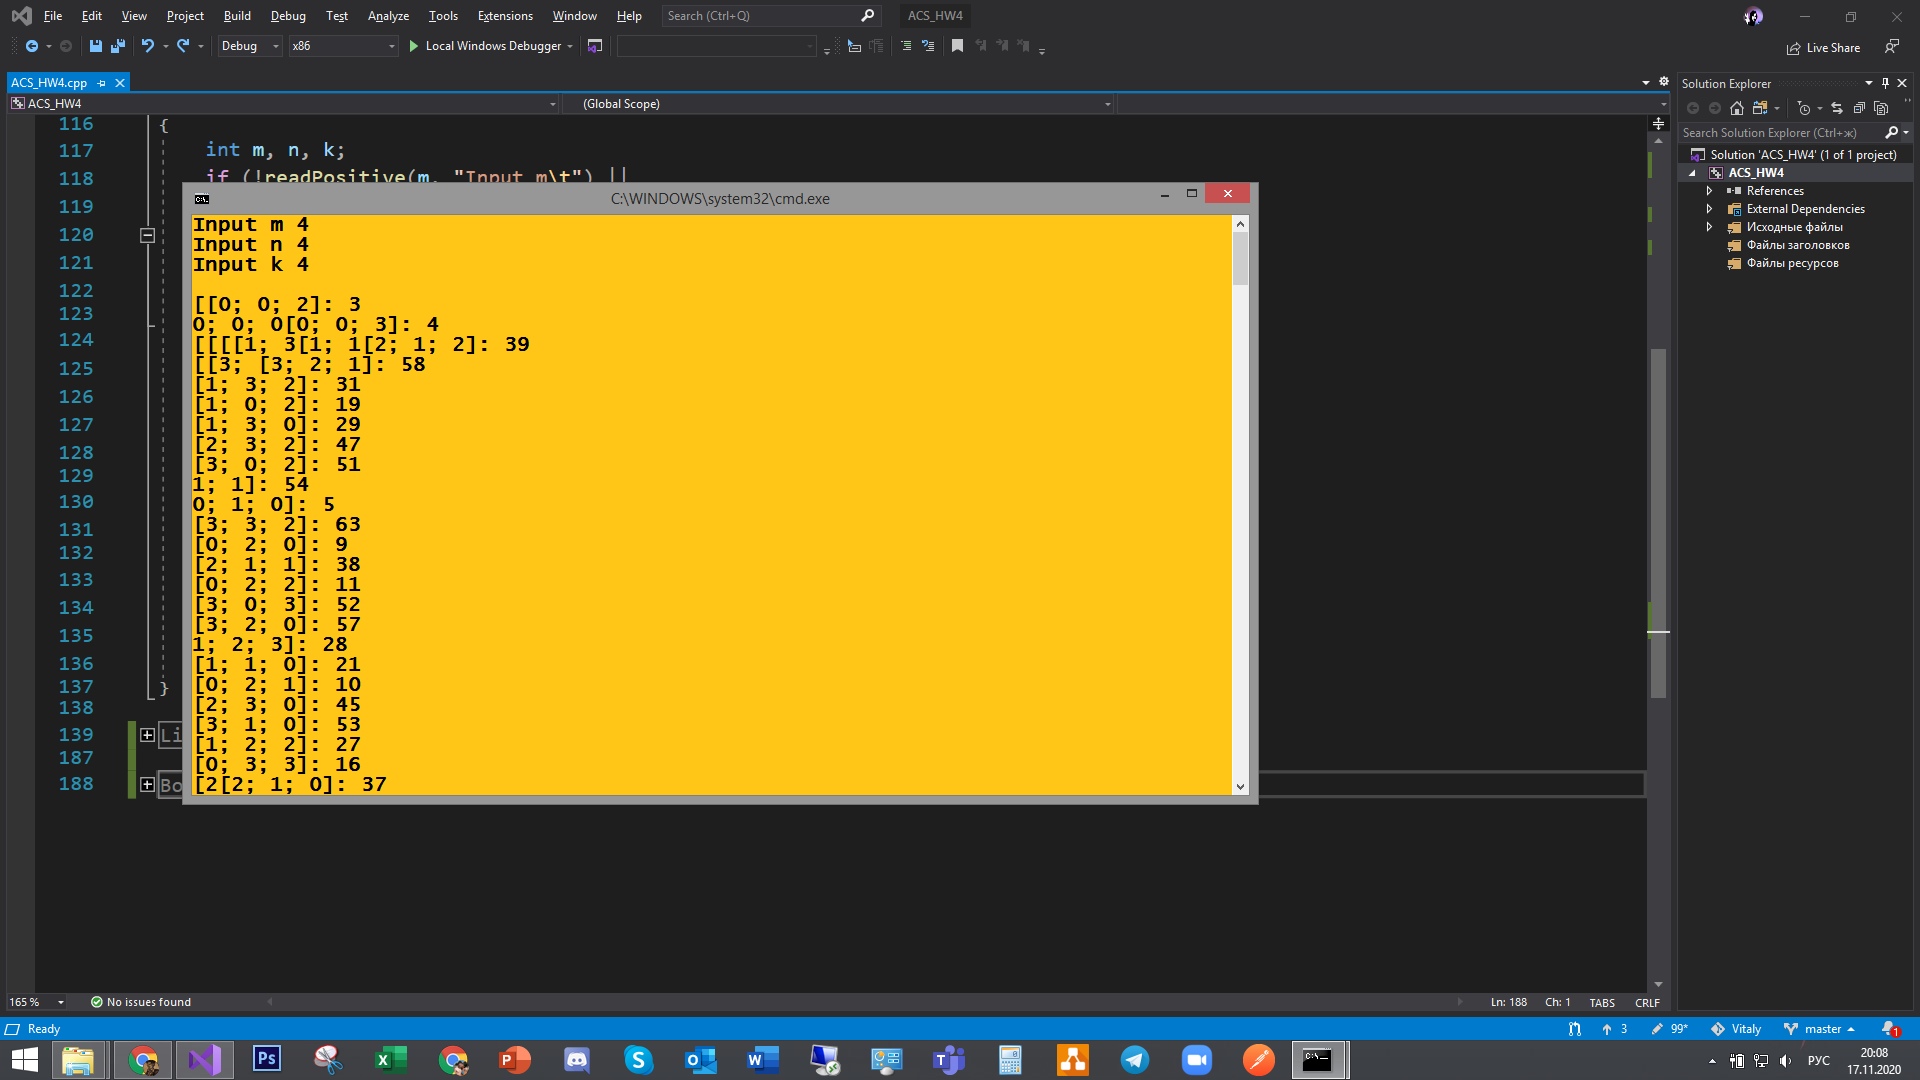 File Edit View Project Build Debug Test Analyze Tools Extensions Window Help Search (Ctrl+Q) ACS_HW4
Debug x86 Local Windows Debugger Live Share
ACS_HW4.cpp
ACS_HW4 (Global Scope)
116 {
117 int m, n, k;
118 if (!readPositive(m, "Input m\t") ||
119
120
121
122
123
124
125
126
127
128
129
130
131
132
133
134
135
136
137 }
138
139 Li
187
188 Bo
C:\WINDOWS\system32\cmd.exe
Input m 4
Input n 4
Input k 4
[[0; 0; 2]: 3
0; 0; 0[0; 0; 3]: 4
[[[[1; 3[1; 1[2; 1; 2]: 39
[[3; [3; 2; 1]: 58
[1; 3; 2]: 31
[1; 0; 2]: 19
[1; 3; 0]: 29
[2; 3; 2]: 47
[3; 0; 2]: 51
1; 1]: 54
0; 1; 0]: 5
[3; 3; 2]: 63
[0; 2; 0]: 9
[2; 1; 1]: 38
[0; 2; 2]: 11
[3; 0; 3]: 52
[3; 2; 0]: 57
1; 2; 3]: 28
[1; 1; 0]: 21
[0; 2; 1]: 10
[2; 3; 0]: 45
[3; 1; 0]: 53
[1; 2; 2]: 27
[0; 3; 3]: 16
[2[2; 1; 0]: 37
Solution Explorer
Search Solution Explorer (Ctrl+ж)
Solution 'ACS_HW4' (1 of 1 project)
ACS_HW4
References
External Dependencies
Исходные файлы
Файлы заголовков
Файлы ресурсов
165 % No issues found Ln: 188 Ch: 1 TABS CRLF
Ready 3 99* Vitaly master 1
РУС 20:08
17.11.2020